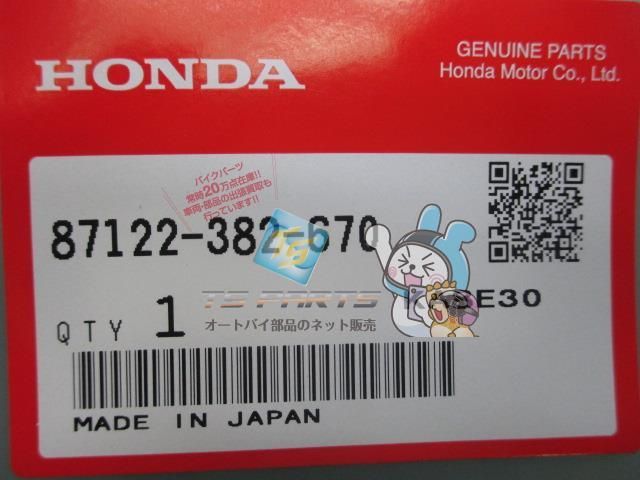 HONDA
GENUINE PARTS
Honda Motor Co., Ltd.
バイクパーツ
常時20万点在庫!!
車両・部品の出張買取も
行っています!!
87122-382-670
TS
TS PARTS
E30
オートバイ部品のネット販売
QTY 1
MADE IN JAPAN